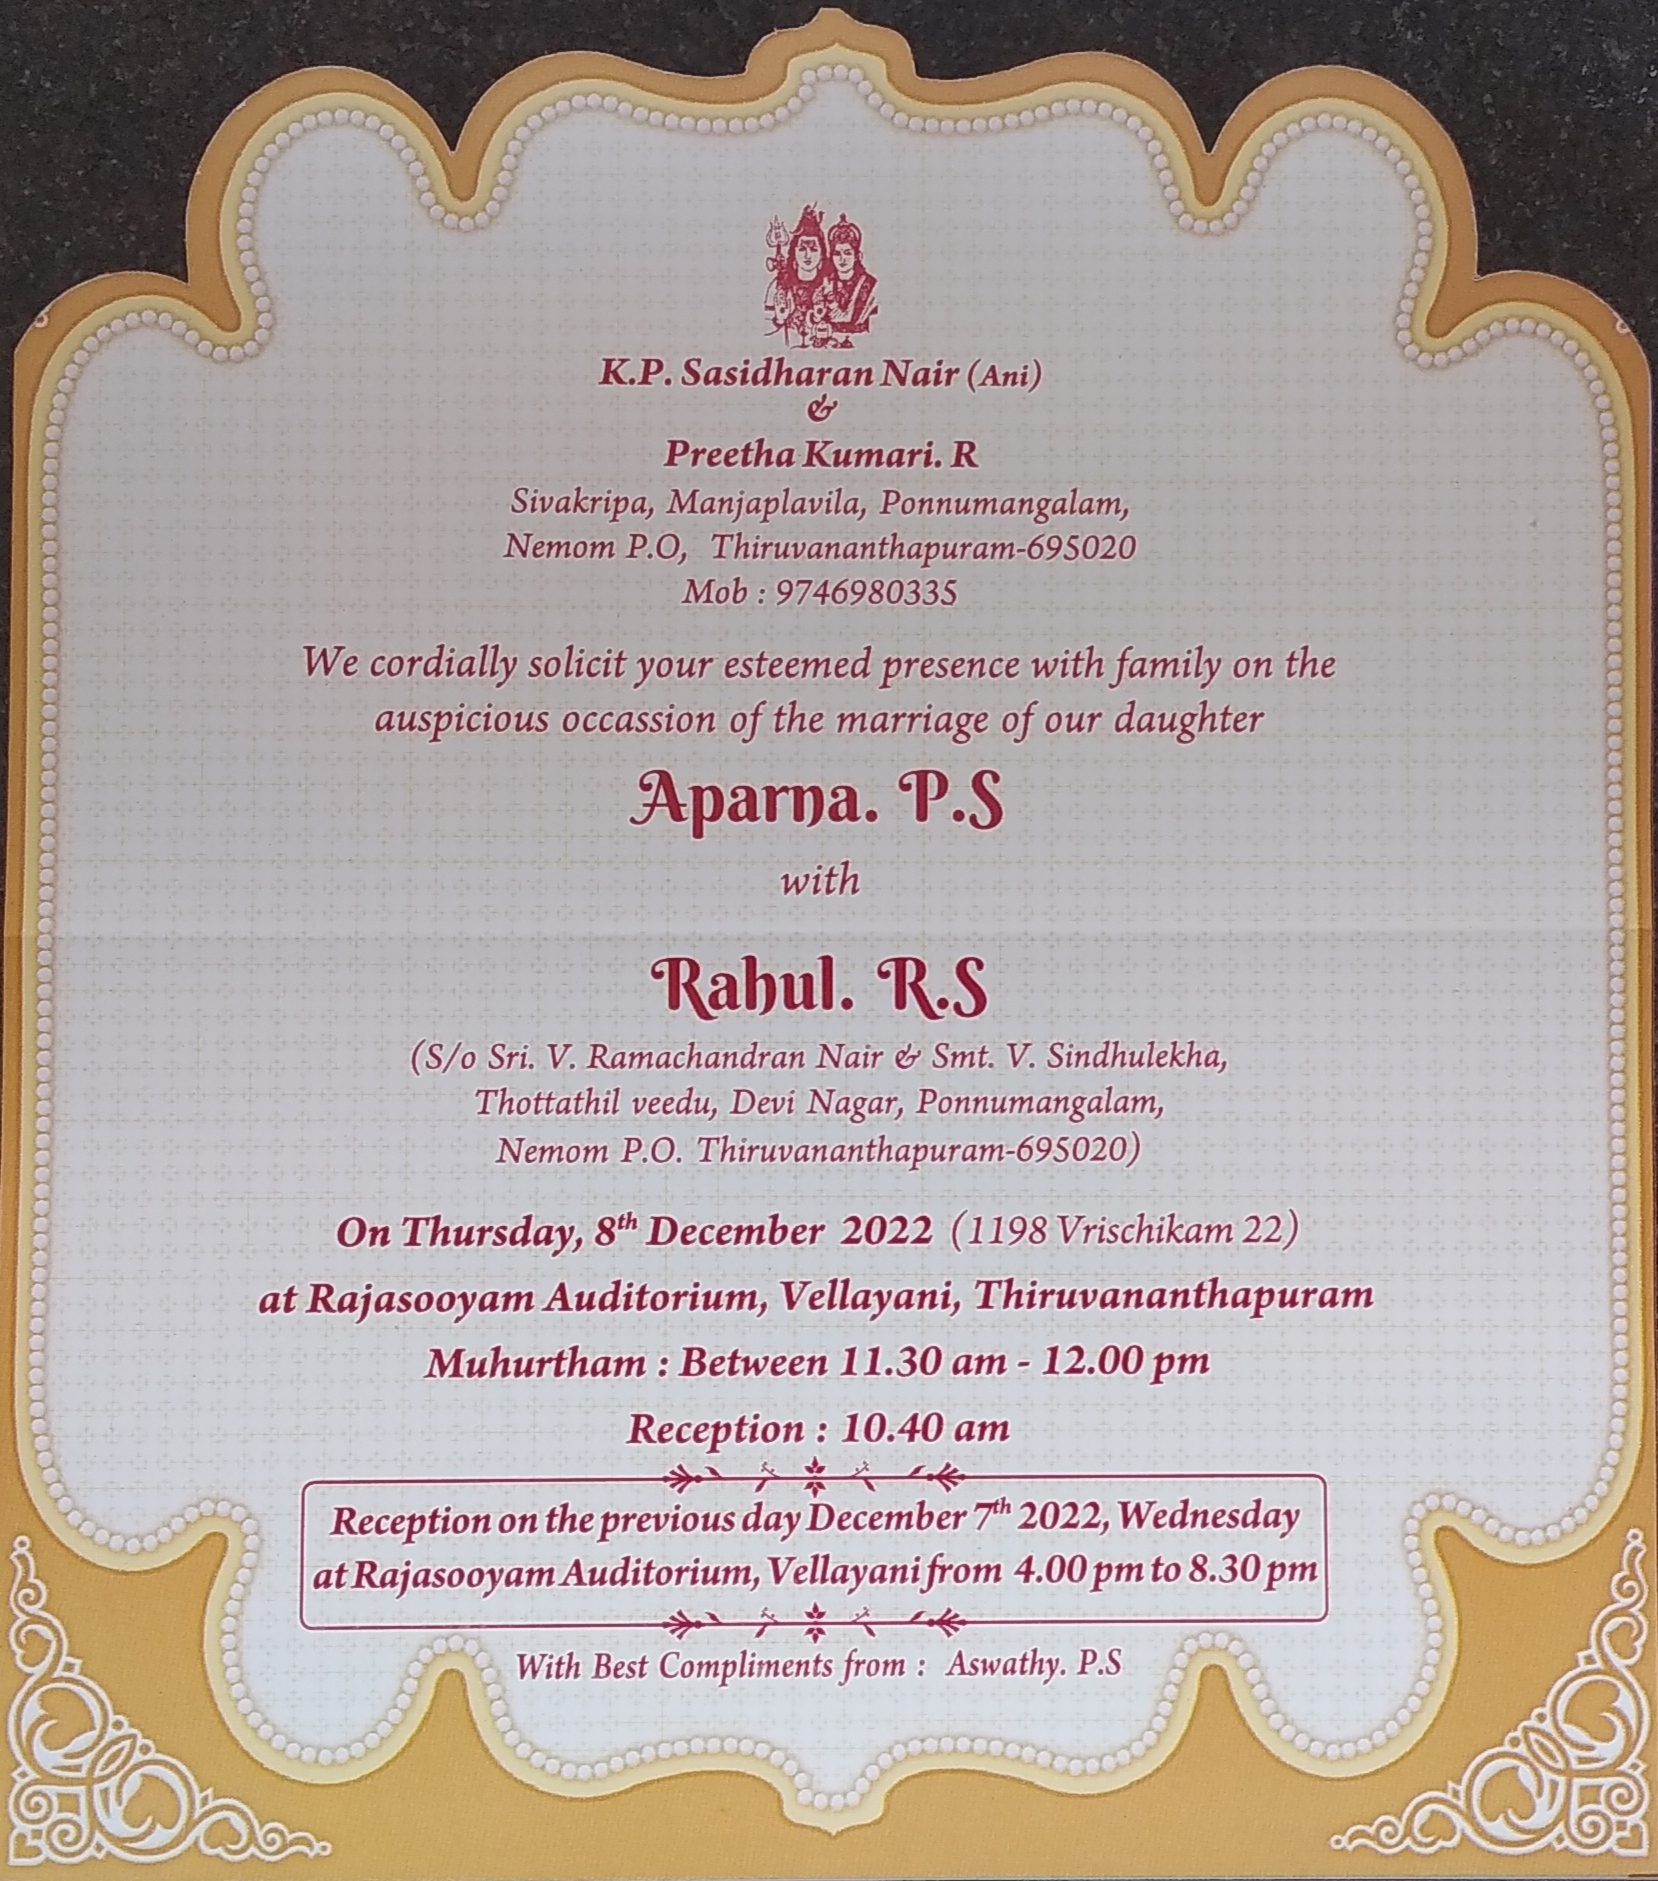 K.P. Sasidharan Nair (Ani)
&
Preetha Kumari. R
Sivakripa, Manjaplavila, Ponnumangalam,
Nemom P.O, Thiruvananthapuram-695020
Mob : 9746980335
We cordially solicit your esteemed presence with family on the
auspicious occassion of the marriage of our daughter
Aparna. P.S
with
Rahul. R.S
(S/o Sri. V. Ramachandran Nair & Smt. V. Sindhulekha,
Thottathil veedu, Devi Nagar, Ponnumangalam,
Nemom P.O. Thiruvananthapuram-695020)
On Thursday, 8th December 2022 (1198 Vrischikam 22)
at Rajasooyam Auditorium, Vellayani, Thiruvananthapuram
Muhurtham : Between 11.30 am - 12.00 pm
Reception : 10.40 am
Reception on the previous day December 7th 2022, Wednesday
at Rajasooyam Auditorium, Vellayani from 4.00 pm to 8.30 pm
With Best Compliments from : Aswathy. P.S